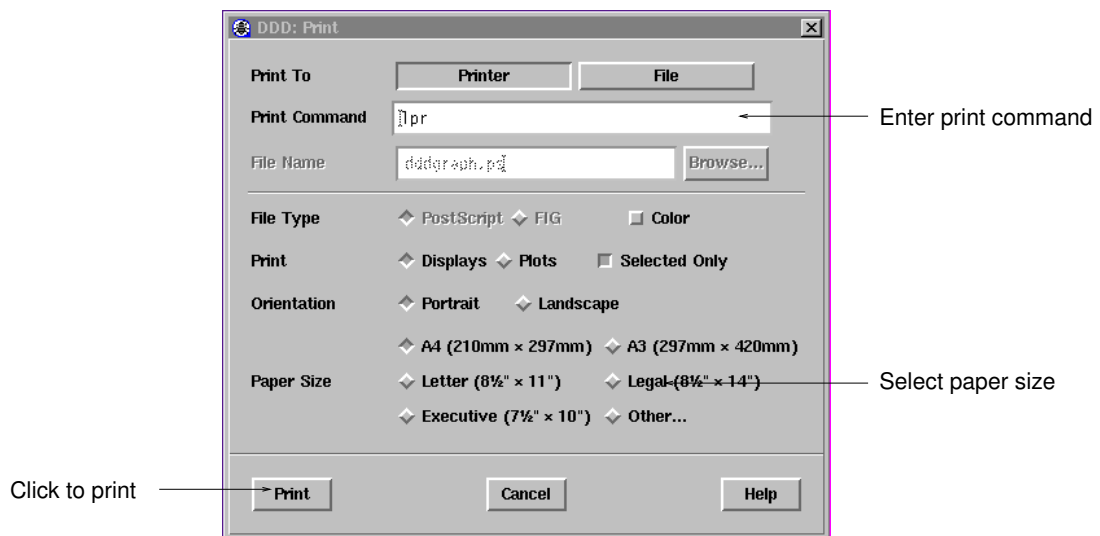 DDD: Print
Print To Printer File
Print Command lpr Enter print command
File Name dddgraph.ps Browse...
File Type PostScript FIG Color
Print Displays Plots Selected Only
Orientation Portrait Landscape
A4 (210mm × 297mm) A3 (297mm × 420mm)
Paper Size Letter (8½" × 11") Legal (8½" × 14") Select paper size
Executive (7½" × 10") Other...
Click to print Print Cancel Help